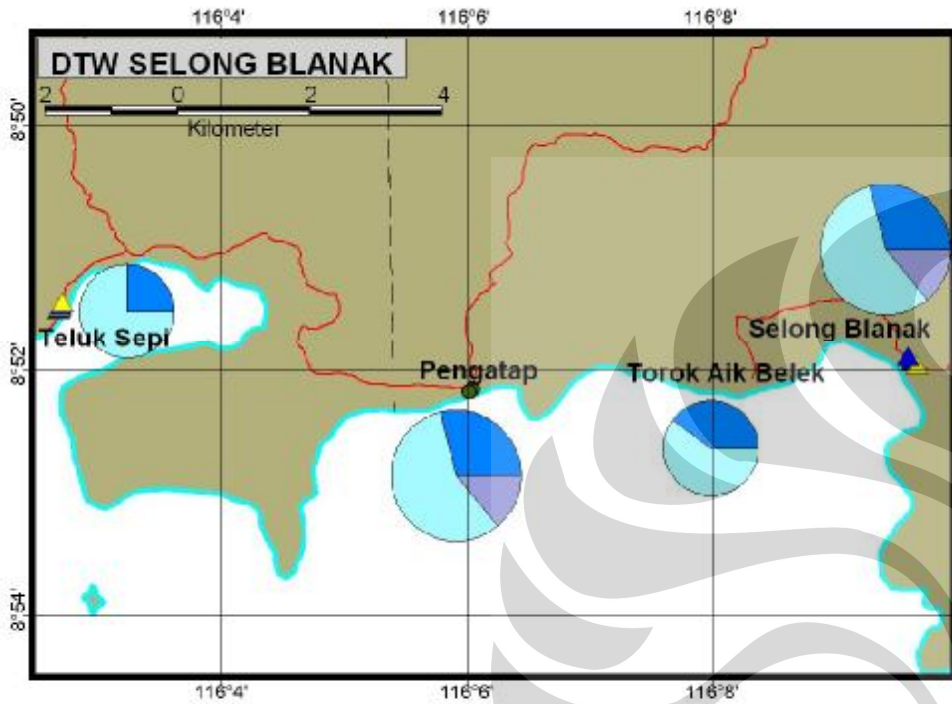 116°4' 116°6' 116°8'
DTW SELONG BLANAK
2 0 2 4
Kilometer
8°50'
Selong Blanak
Teluk Sepi
8°52'
Pengatap
Torok Aik Belek
8°54'
116°4' 116°6' 116°8'